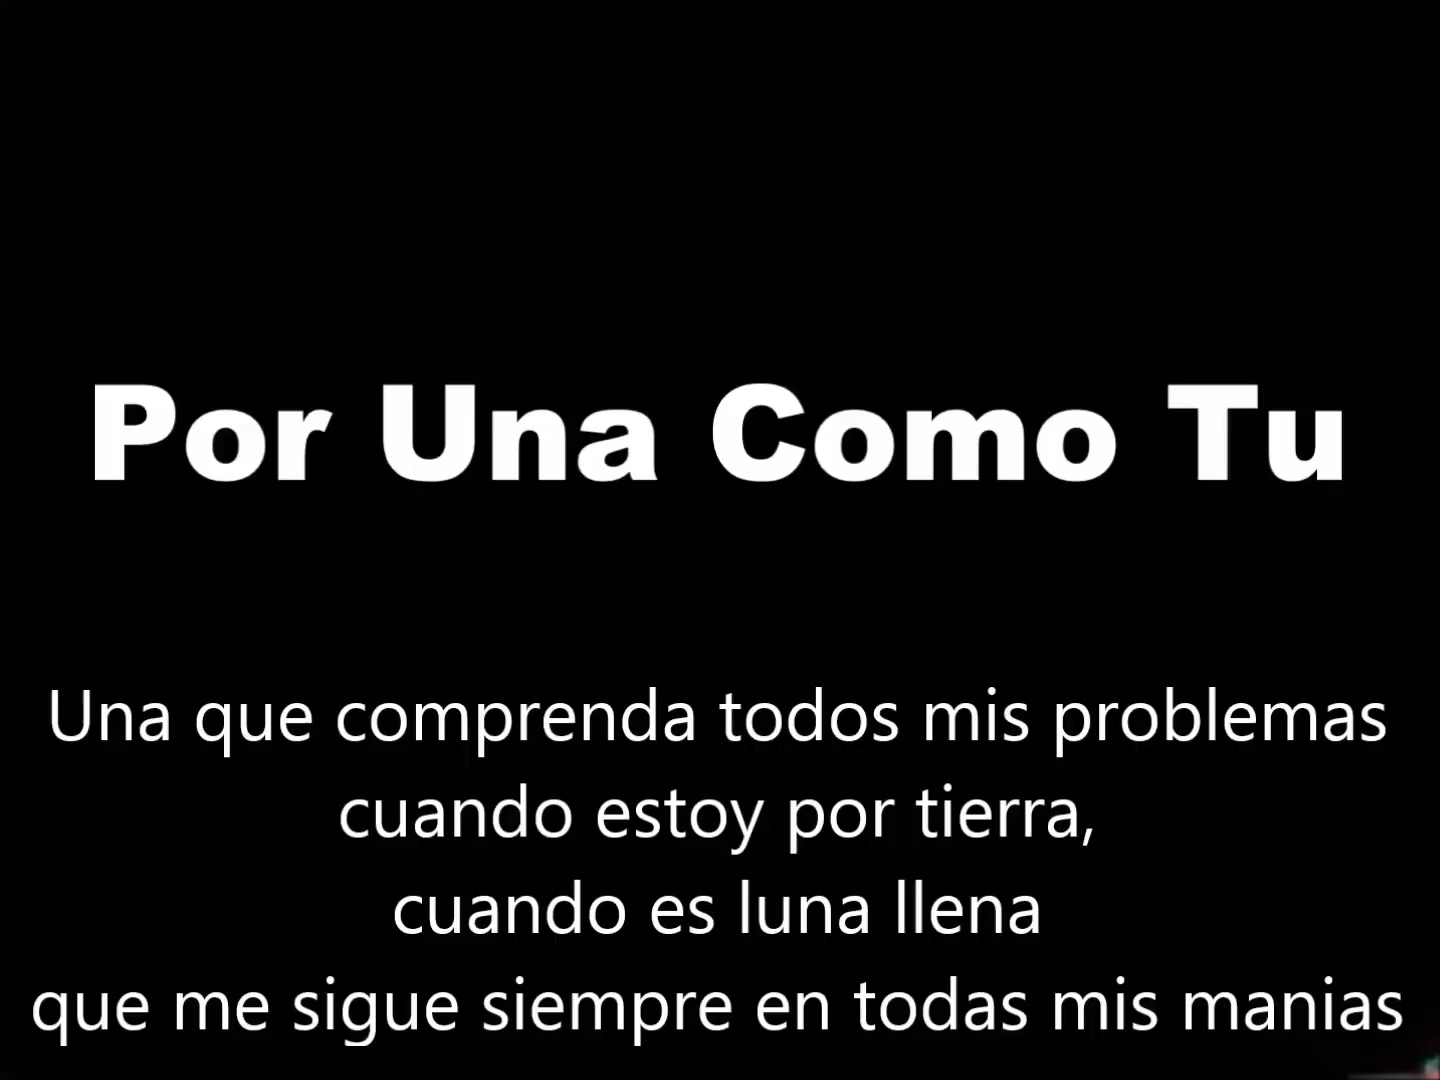 Por Una Como Tu
Una que comprenda todos mis problemas
cuando estoy por tierra,
cuando es luna llena
que me sigue siempre en todas mis manias